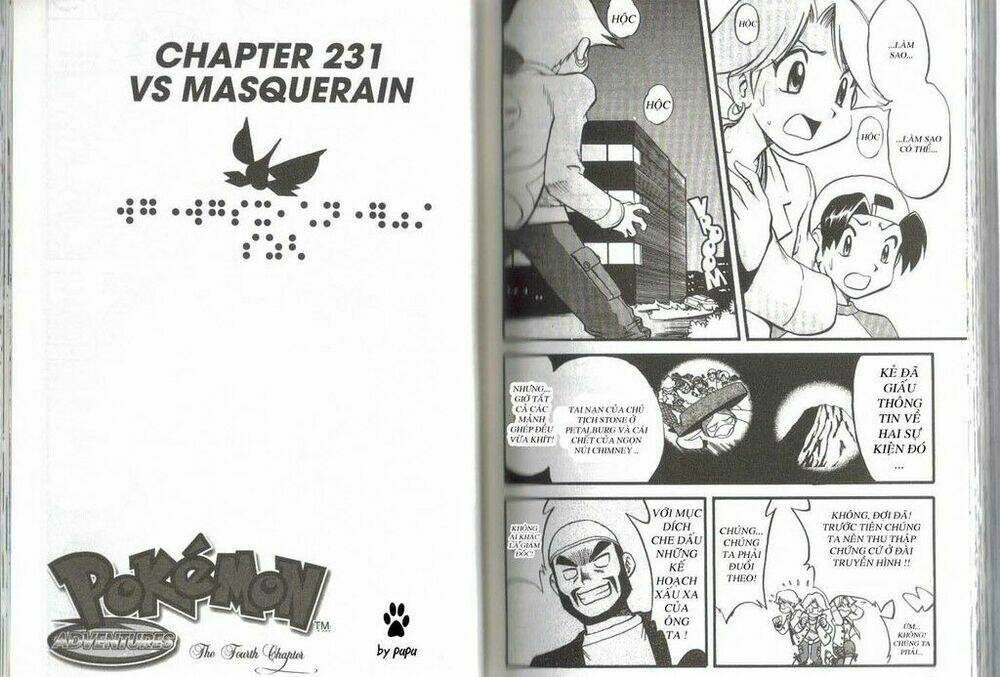 CHAPTER 231
VS MASQUERAIN
POKéMON
TM
ADVENTURES
The Fourth Chapter
by pupu
...LÀM
SAO...
...LÀM SAO
CÓ THỂ...
HỘC
HỘC
HỘC
HỘC
VROOM
VROOM
KẺ ĐÃ
GIẤU
THÔNG
TIN VỀ
HAI SỰ
KIỆN ĐÓ
...
TAI NẠN CỦA CHỦ
TỊCH STONE Ở
PETALBURG VÀ CÁI
CHẾT CỦA NGỌN
NÚI CHIMNEY ..
NHƯNG...
GIỜ TẤT
CẢ CÁC
MẢNH
GHÉP ĐỀU
VỪA KHÍT!
KHÔNG, ĐỢI ĐÃ!
TRƯỚC TIÊN CHÚNG
TA NÊN THU THẬP
CHỨNG CỨ Ở ĐÀI
TRUYỀN HÌNH !!
CHÚNG...
CHÚNG TA
PHẢI ĐUỔI
THEO!
ỪM...
KHÔNG!
CHÚNG TA
PHẢI...
VỚI MỤC
DÍCH
CHE DẤU
NHỮNG
KẾ
HOẠCH
XẤU XA
CỦA
ÔNG
TA !
KHÔNG
AI KHÁC
LÀ GIÁM
ĐỐC!